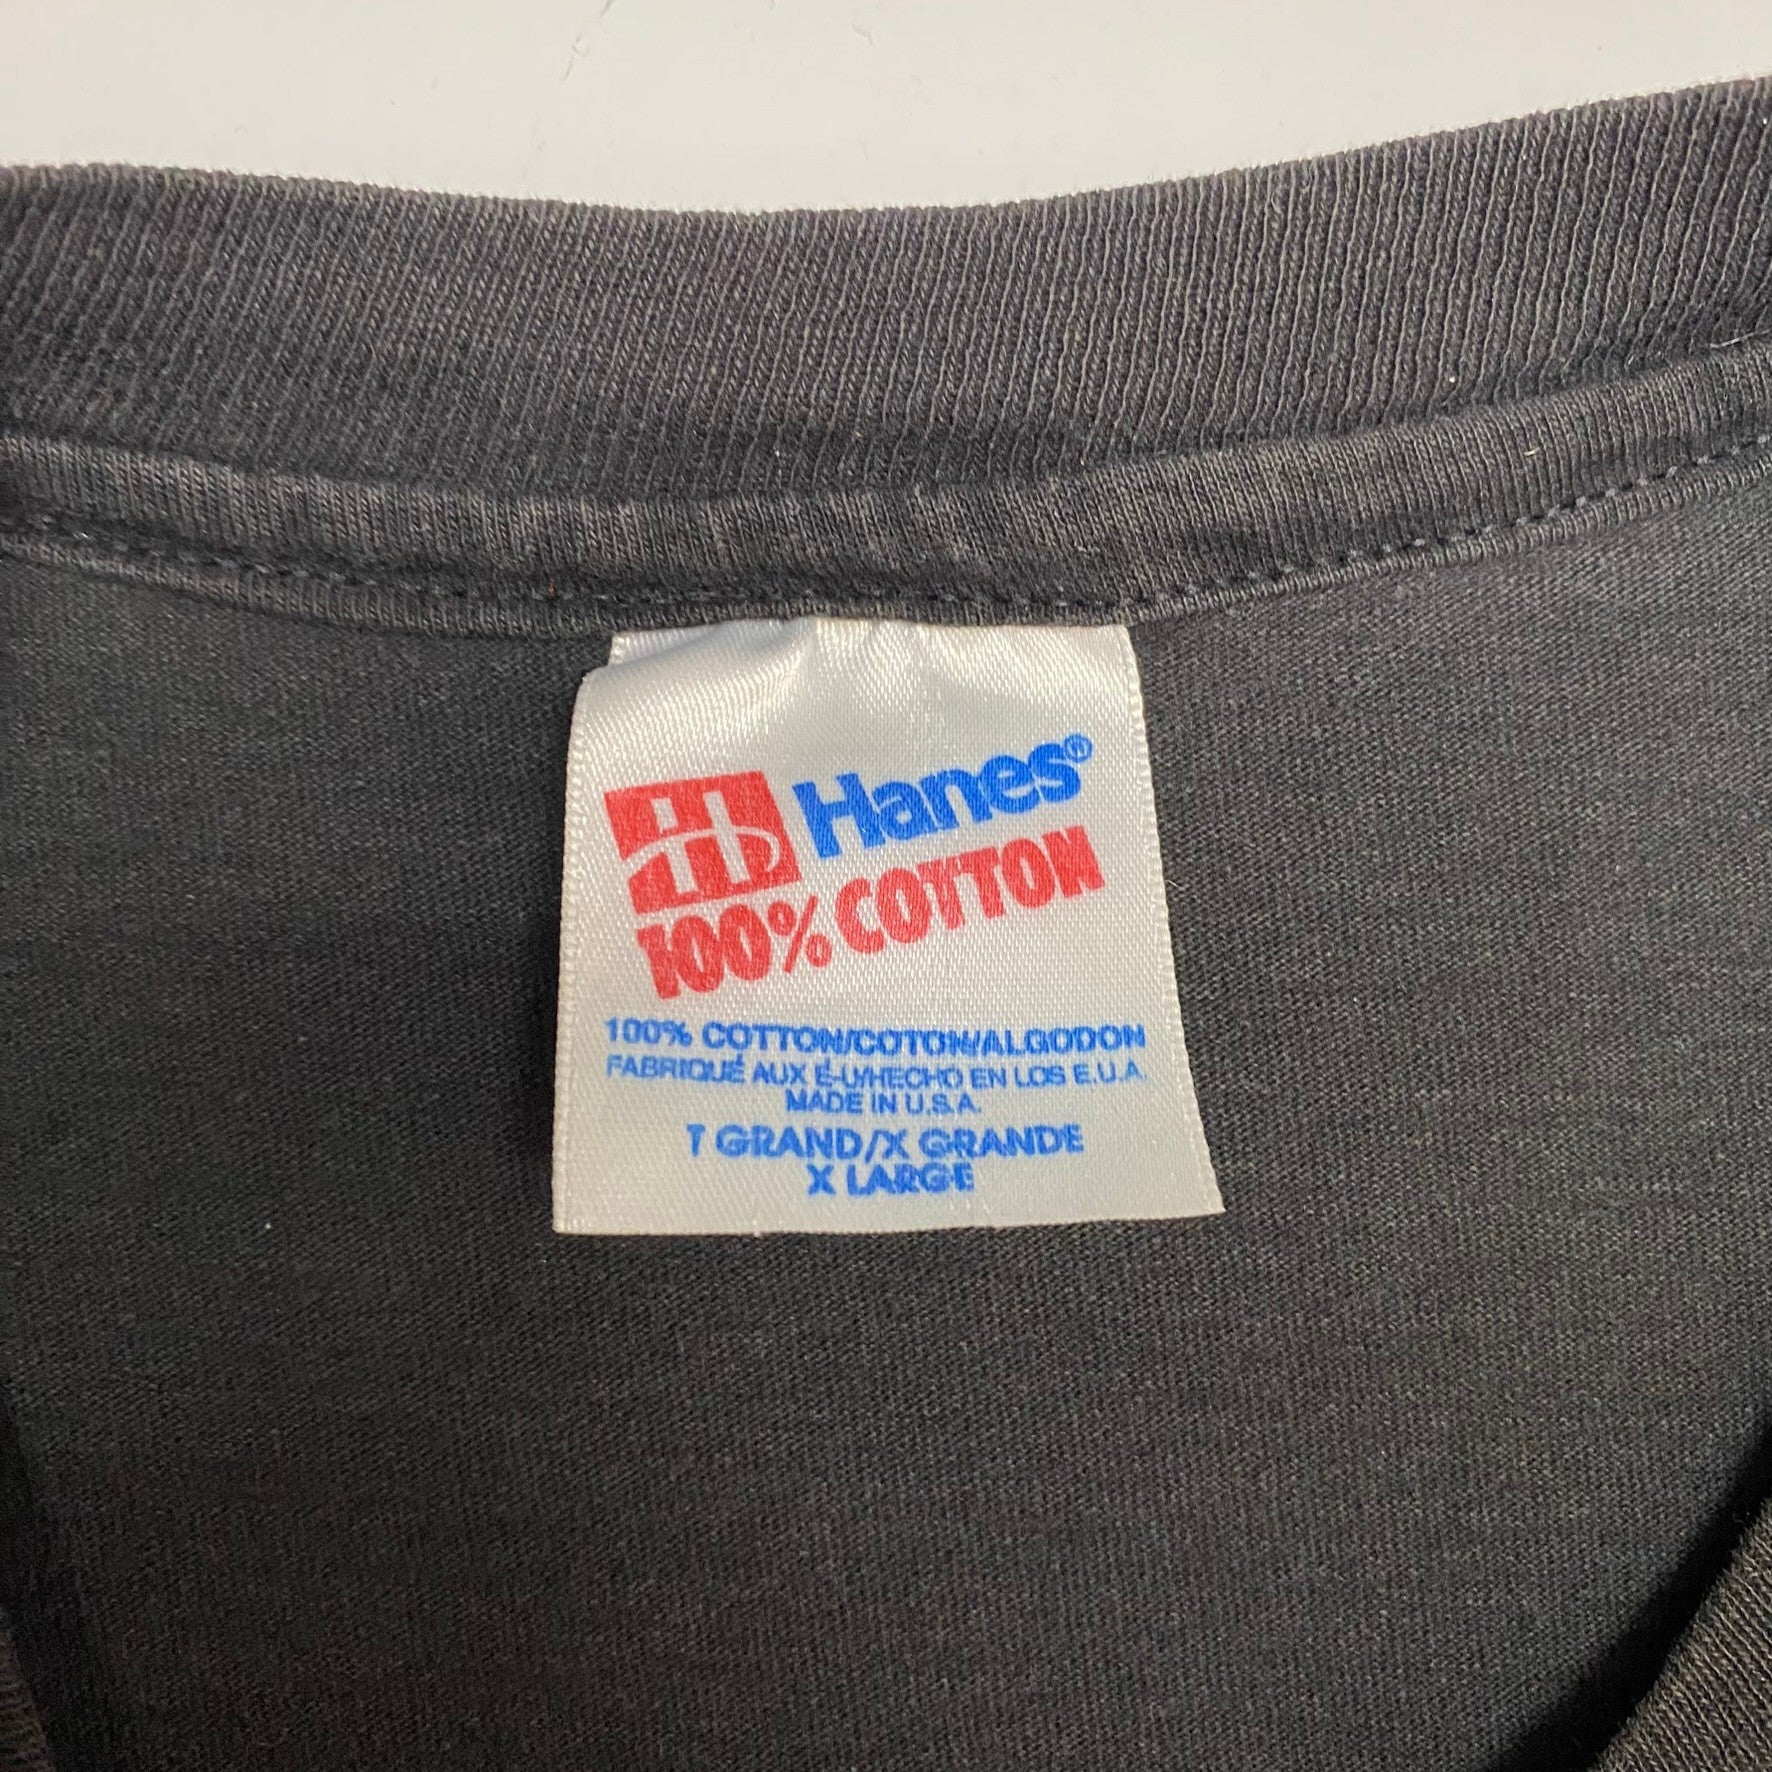 H Hanes®
100% COTTON
100% COTTON/COTON/ALGODON
FABRIQUÉ AUX É-U/HECHO EN LOS E.U.A.
MADE IN U.S.A.
T GRAND/X GRANDE
X LARGE